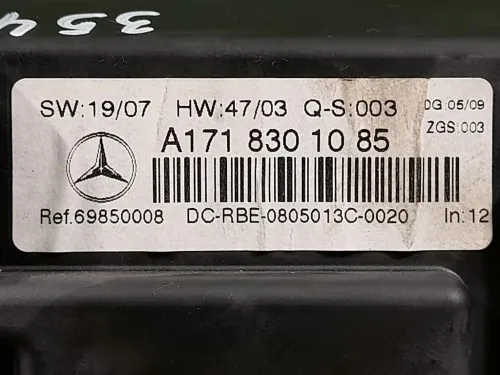 354
SW:19/07 HW:47/03 Q-S:003 DG:05/09
ZGS:003
A171 830 10 85
Ref.69850008 DC-RBE-0805013C-0020 In:12